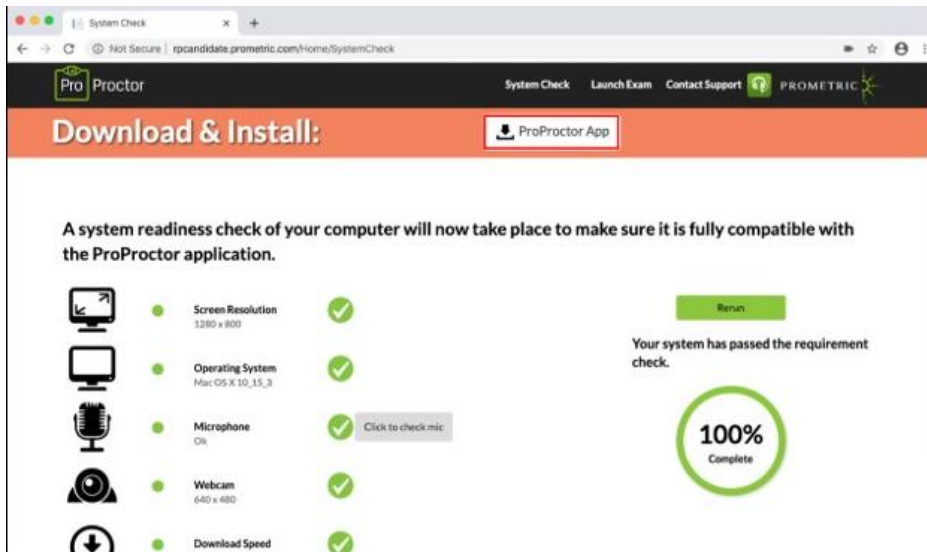 System Check
Not Secure | rpcandidate.prometric.com/Home/SystemCheck
Pro Proctor
System Check Launch Exam Contact Support PROMETRIC
Download & Install:
ProProctor App
A system readiness check of your computer will now take place to make sure it is fully compatible with
the ProProctor application.
Screen Resolution
1280 x 800
Operating System
Mac OS X 10_15_3
Microphone
Ok
Click to check mic
Webcam
640 x 480
Download Speed
Rerun
Your system has passed the requirement
check.
100%
Complete